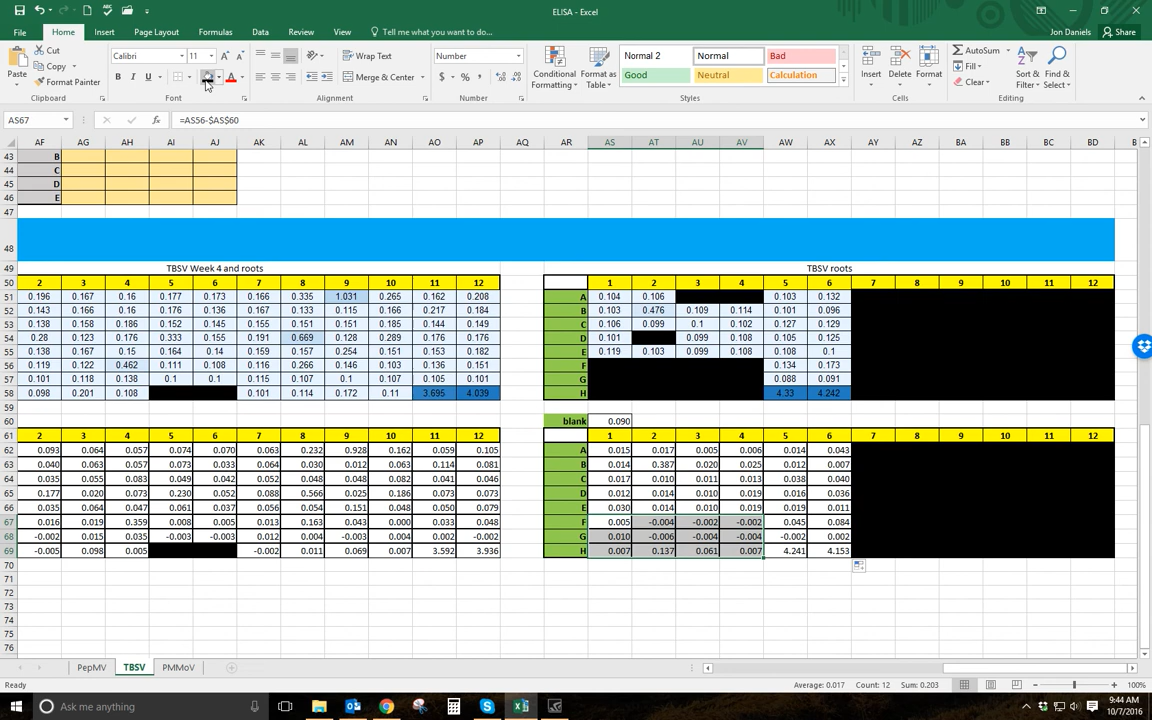 ELISA - Excel
File Home Insert Page Layout Formulas Data Review View Tell me what you want to do... Jon Daniels Share
Paste Cut Copy Format Painter Clipboard
Calibri 11 A A B I U A Font
Wrap Text Merge & Center Alignment
Number $ % , Number
Conditional Formatting Format as Table Normal 2 Normal Bad Good Neutral Calculation Styles
Insert Delete Format Cells
AutoSum Fill Clear Sort & Filter Find & Select Editing
AS67 fx =AS56-$AS$60
AF AG AH AI AJ AK AL AM AN AO AP AQ AR AS AT AU AV AW AX AY AZ BA BB BC BD B
43 B
44 C
45 D
46 E
47
48
49 TBSV Week 4 and roots TBSV roots
50 2 3 4 5 6 7 8 9 10 11 12 1 2 3 4 5 6 7 8 9 10 11 12
51 0.196 0.167 0.16 0.177 0.173 0.166 0.335 1.031 0.265 0.162 0.208 A 0.104 0.106 0.103 0.132
52 0.143 0.166 0.16 0.176 0.136 0.167 0.133 0.115 0.166 0.217 0.184 B 0.103 0.476 0.109 0.114 0.101 0.096
53 0.138 0.158 0.186 0.152 0.145 0.155 0.151 0.151 0.185 0.144 0.149 C 0.106 0.099 0.1 0.102 0.127 0.129
54 0.28 0.123 0.176 0.333 0.155 0.191 0.669 0.128 0.289 0.176 0.176 D 0.101 0.099 0.108 0.105 0.125
55 0.138 0.167 0.15 0.164 0.14 0.159 0.157 0.254 0.151 0.153 0.182 E 0.119 0.103 0.099 0.108 0.108 0.1
56 0.119 0.122 0.462 0.111 0.108 0.116 0.266 0.146 0.103 0.136 0.151 F 0.134 0.173
57 0.101 0.118 0.138 0.1 0.1 0.115 0.107 0.1 0.107 0.105 0.101 G 0.088 0.091
58 0.098 0.201 0.108 0.101 0.114 0.172 0.11 3.695 4.039 H 4.33 4.242
59
60 blank 0.090
61 2 3 4 5 6 7 8 9 10 11 12 1 2 3 4 5 6 7 8 9 10 11 12
62 0.093 0.064 0.057 0.074 0.070 0.063 0.232 0.928 0.162 0.059 0.105 A 0.015 0.017 0.005 0.006 0.014 0.043
63 0.040 0.063 0.057 0.073 0.033 0.064 0.030 0.012 0.063 0.114 0.081 B 0.014 0.387 0.020 0.025 0.012 0.007
64 0.035 0.055 0.083 0.049 0.042 0.052 0.048 0.048 0.082 0.041 0.046 C 0.017 0.010 0.011 0.013 0.038 0.040
65 0.177 0.020 0.073 0.230 0.052 0.088 0.566 0.025 0.186 0.073 0.073 D 0.012 0.014 0.010 0.019 0.016 0.036
66 0.035 0.064 0.047 0.061 0.037 0.056 0.054 0.151 0.048 0.050 0.079 E 0.030 0.014 0.010 0.019 0.019 0.011
67 0.016 0.019 0.359 0.008 0.005 0.013 0.163 0.043 0.000 0.033 0.048 F 0.005 -0.004 -0.002 -0.002 0.045 0.084
68 -0.002 0.015 0.035 -0.003 -0.003 0.012 0.004 -0.003 0.004 0.002 -0.002 G 0.010 -0.006 -0.004 -0.004 -0.002 0.002
69 -0.005 0.098 0.005 -0.002 0.011 0.069 0.007 3.592 3.936 H 0.007 0.137 0.061 0.007 4.241 4.153
70
71
72
73
74
75
76
PepMV TBSV PMMoV
Ready Average: 0.017 Count: 12 Sum: 0.203 100%
Ask me anything 9:44 AM
10/7/2016